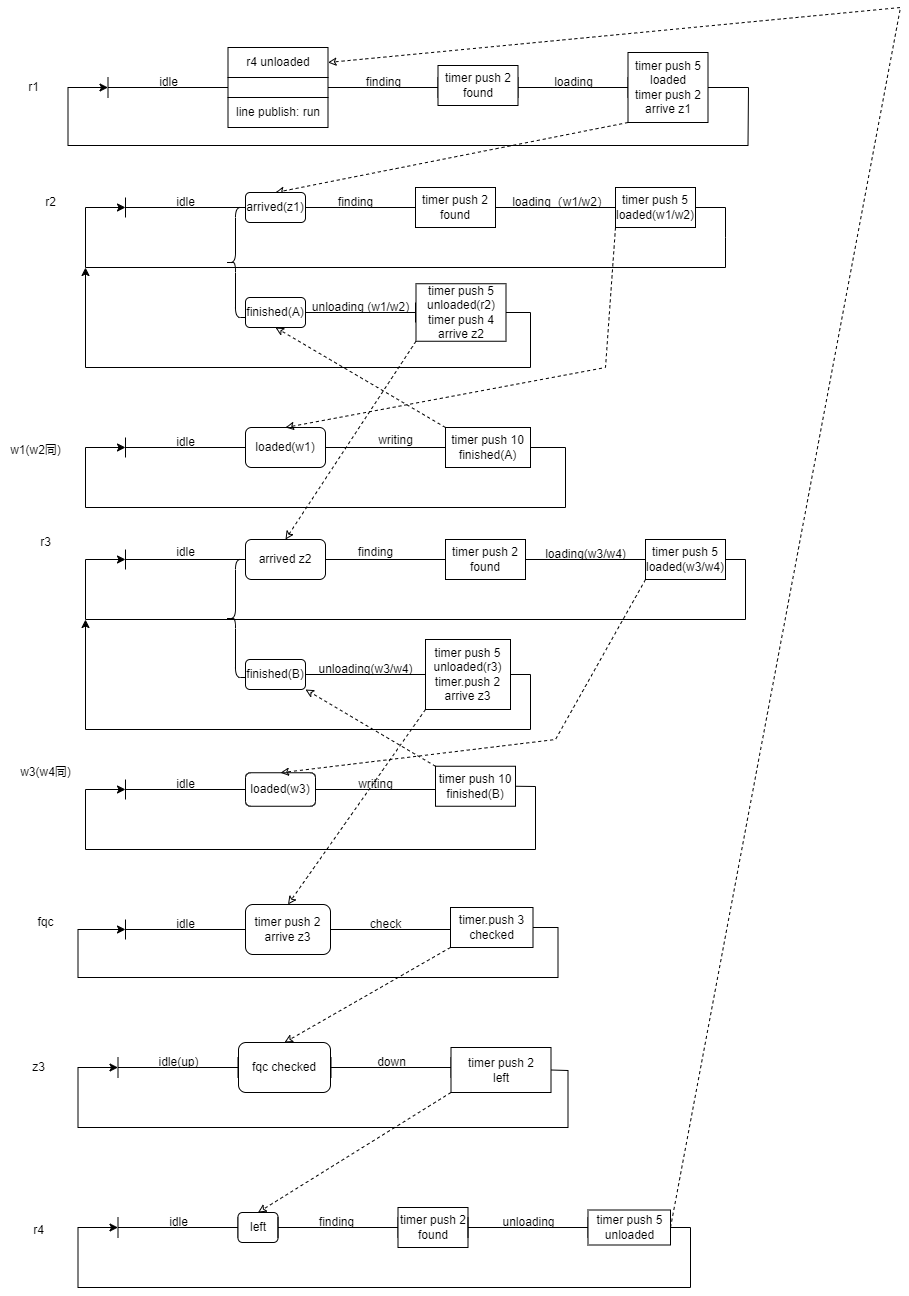 r1
idle
r4 unloaded
line publish: run
finding
timer push 2
found
loading
timer push 5
loaded
timer push 2
arrive z1
r2
idle
arrived(z1)
finding
timer push 2
found
loading（w1/w2）
timer push 5
loaded(w1/w2)
finished(A)
unloading (w1/w2)
timer push 5
unloaded(r2)
timer push 4
arrive z2
w1(w2同)
idle
loaded(w1)
writing
timer push 10
finished(A)
r3
idle
arrived z2
finding
timer push 2
found
loading(w3/w4)
timer push 5
loaded(w3/w4)
finished(B)
unloading(w3/w4)
timer push 5
unloaded(r3)
timer.push 2
arrive z3
w3(w4同)
idle
loaded(w3)
writing
timer push 10
finished(B)
fqc
idle
timer push 2
arrive z3
check
timer.push 3
checked
z3
idle(up)
fqc checked
down
timer push 2
left
r4
idle
left
finding
timer push 2
found
unloading
timer push 5
unloaded